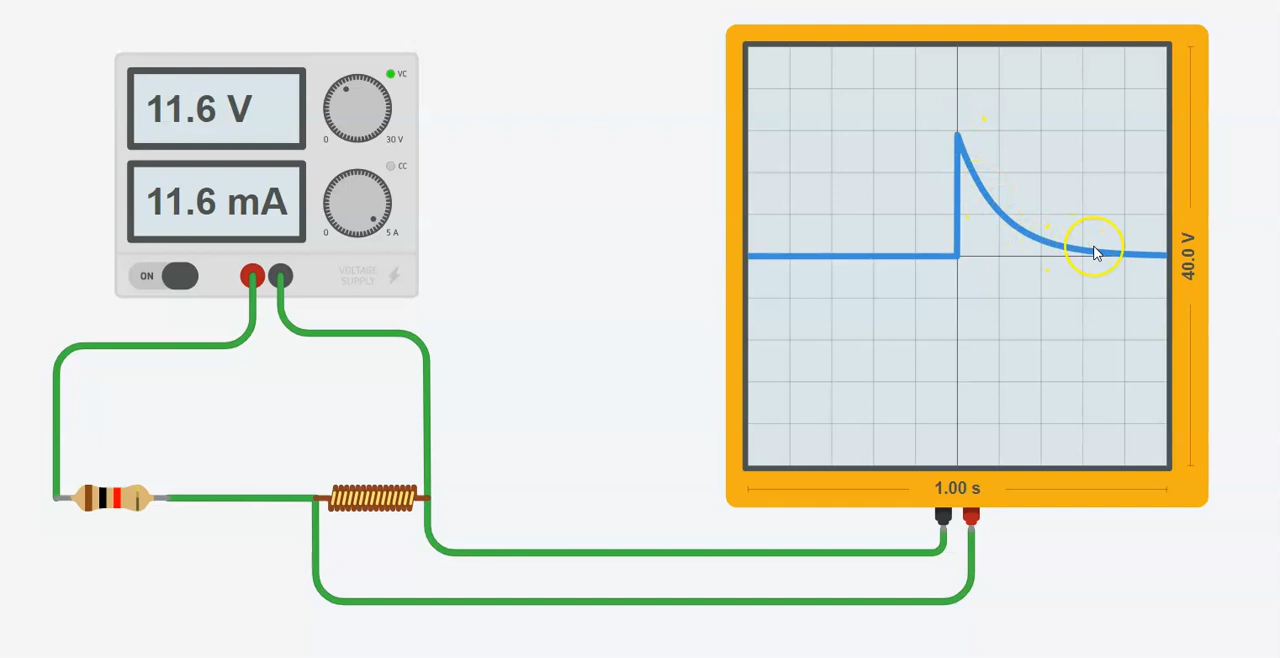 11.6 V
VC
0 30 V
11.6 mA
CC
0 5 A
ON
VOLTAGE
SUPPLY
40.0 V
1.00 s